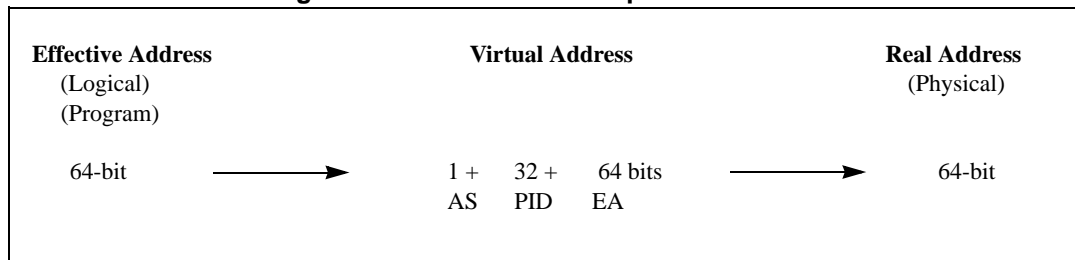 Effective Address Virtual Address Real Address
(Logical) (Physical)
(Program)
64-bit 1 + 32 + 64 bits 64-bit
AS PID EA